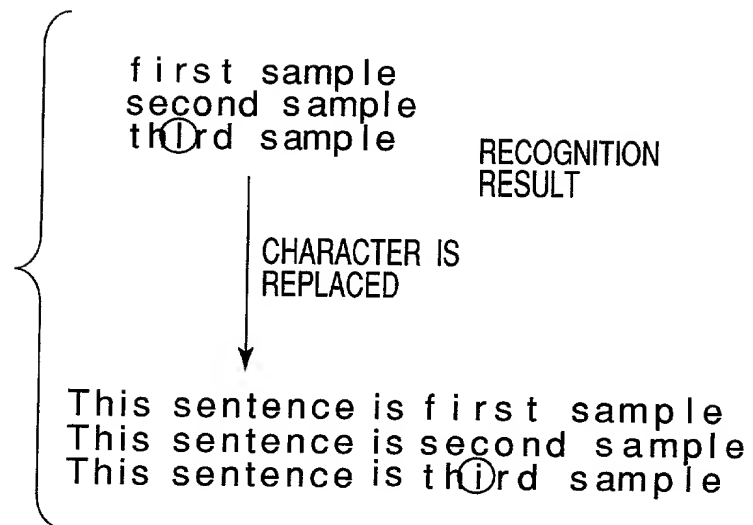 first sample
second sample
thlrd sample
RECOGNITION
RESULT
CHARACTER IS
REPLACED
This sentence is first sample
This sentence is second sample
This sentence is third sample